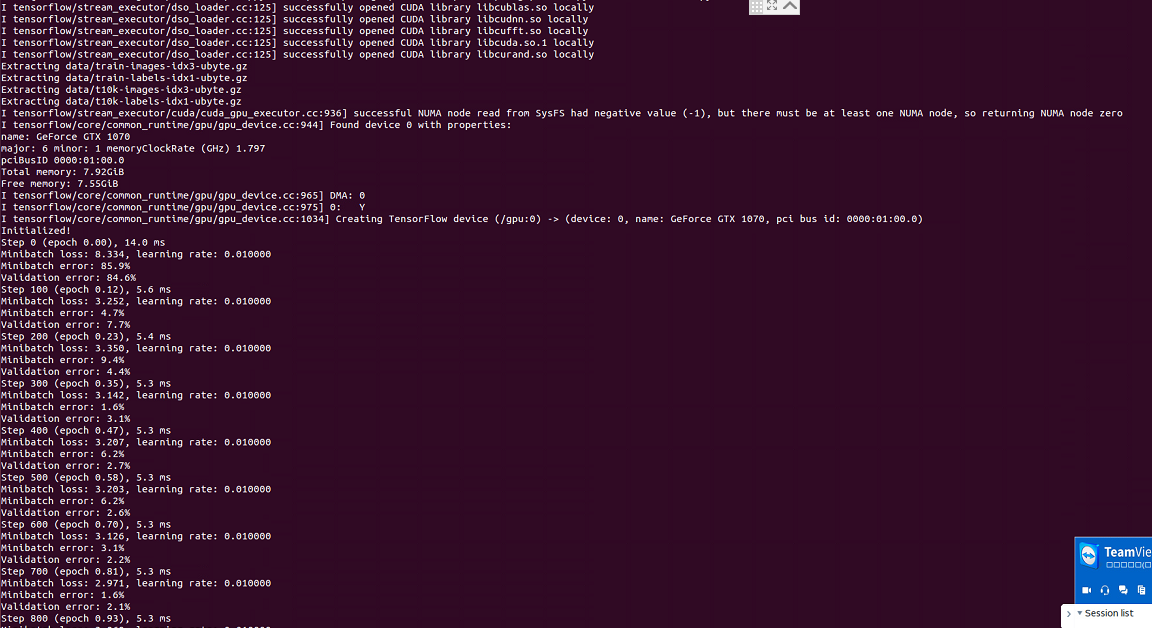 I tensorflow/stream_executor/dso_loader.cc:125] successfully opened CUDA library libcublas.so locally
I tensorflow/stream_executor/dso_loader.cc:125] successfully opened CUDA library libcudnn.so locally
I tensorflow/stream_executor/dso_loader.cc:125] successfully opened CUDA library libcufft.so locally
I tensorflow/stream_executor/dso_loader.cc:125] successfully opened CUDA library libcuda.so.1 locally
I tensorflow/stream_executor/dso_loader.cc:125] successfully opened CUDA library libcurand.so locally
Extracting data/train-images-idx3-ubyte.gz
Extracting data/train-labels-idx1-ubyte.gz
Extracting data/t10k-images-idx3-ubyte.gz
Extracting data/t10k-labels-idx1-ubyte.gz
I tensorflow/stream_executor/cuda/cuda_gpu_executor.cc:936] successful NUMA node read from SysFS had negative value (-1), but there must be at least one NUMA node, so returning NUMA node zero
I tensorflow/core/common_runtime/gpu/gpu_device.cc:944] Found device 0 with properties:
name: GeForce GTX 1070
major: 6 minor: 1 memoryClockRate (GHz) 1.797
pciBusID 0000:01:00.0
Total memory: 7.92GiB
Free memory: 7.55GiB
I tensorflow/core/common_runtime/gpu/gpu_device.cc:965] DMA: 0
I tensorflow/core/common_runtime/gpu/gpu_device.cc:975] 0:   Y
I tensorflow/core/common_runtime/gpu/gpu_device.cc:1034] Creating TensorFlow device (/gpu:0) -> (device: 0, name: GeForce GTX 1070, pci bus id: 0000:01:00.0)
Initialized!
Step 0 (epoch 0.00), 14.0 ms
Minibatch loss: 8.334, learning rate: 0.010000
Minibatch error: 85.9%
Validation error: 84.6%
Step 100 (epoch 0.12), 5.6 ms
Minibatch loss: 3.252, learning rate: 0.010000
Minibatch error: 4.7%
Validation error: 7.7%
Step 200 (epoch 0.23), 5.4 ms
Minibatch loss: 3.350, learning rate: 0.010000
Minibatch error: 9.4%
Validation error: 4.4%
Step 300 (epoch 0.35), 5.3 ms
Minibatch loss: 3.142, learning rate: 0.010000
Minibatch error: 1.6%
Validation error: 3.1%
Step 400 (epoch 0.47), 5.3 ms
Minibatch loss: 3.207, learning rate: 0.010000
Minibatch error: 6.2%
Validation error: 2.7%
Step 500 (epoch 0.58), 5.3 ms
Minibatch loss: 3.203, learning rate: 0.010000
Minibatch error: 6.2%
Validation error: 2.6%
Step 600 (epoch 0.70), 5.3 ms
Minibatch loss: 3.126, learning rate: 0.010000
Minibatch error: 3.1%
Validation error: 2.2%
Step 700 (epoch 0.81), 5.3 ms
Minibatch loss: 2.971, learning rate: 0.010000
Minibatch error: 1.6%
Validation error: 2.1%
Step 800 (epoch 0.93), 5.3 ms
TeamVie
Session list